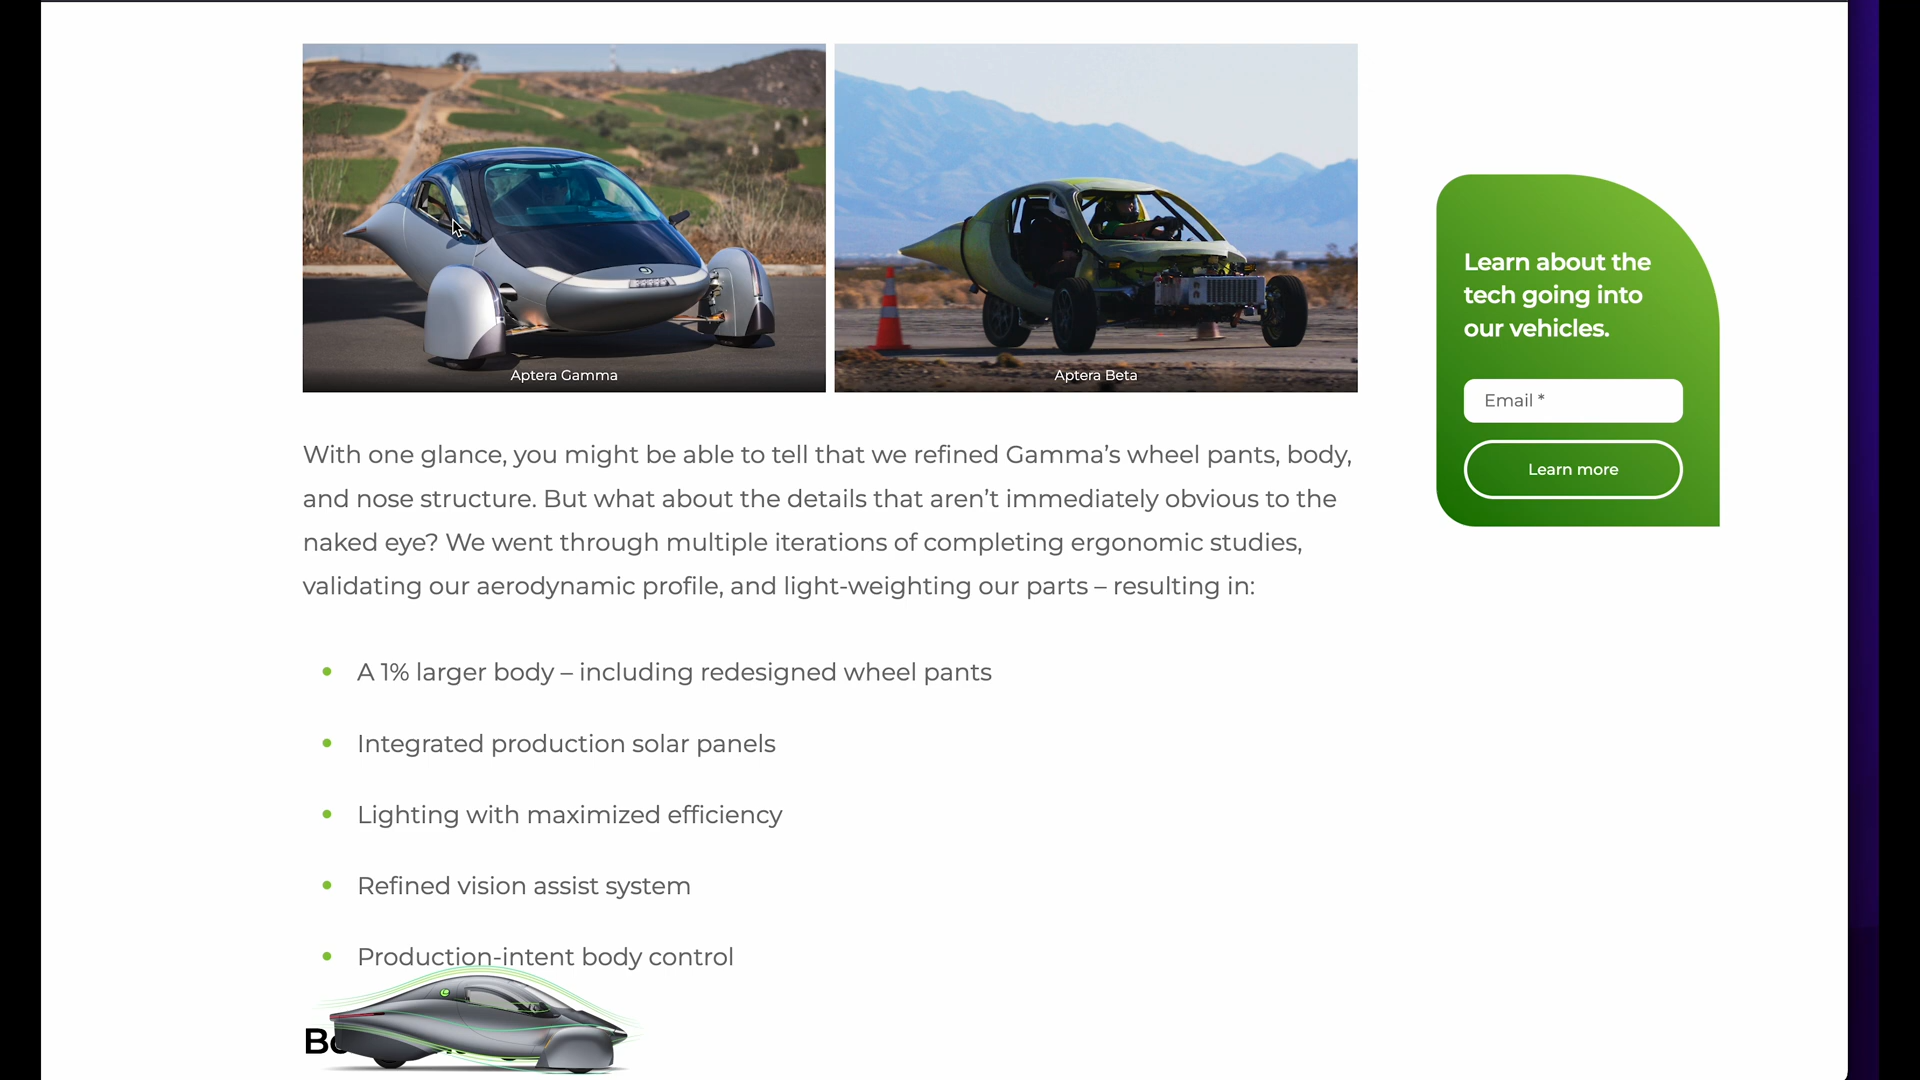 Aptera Gamma
Aptera Beta
Learn about the
tech going into
our vehicles.
Email *
Learn more
With one glance, you might be able to tell that we refined Gamma’s wheel pants, body,
and nose structure. But what about the details that aren’t immediately obvious to the
naked eye? We went through multiple iterations of completing ergonomic studies,
validating our aerodynamic profile, and light-weighting our parts – resulting in:
A 1% larger body – including redesigned wheel pants
Integrated production solar panels
Lighting with maximized efficiency
Refined vision assist system
Production-intent body control